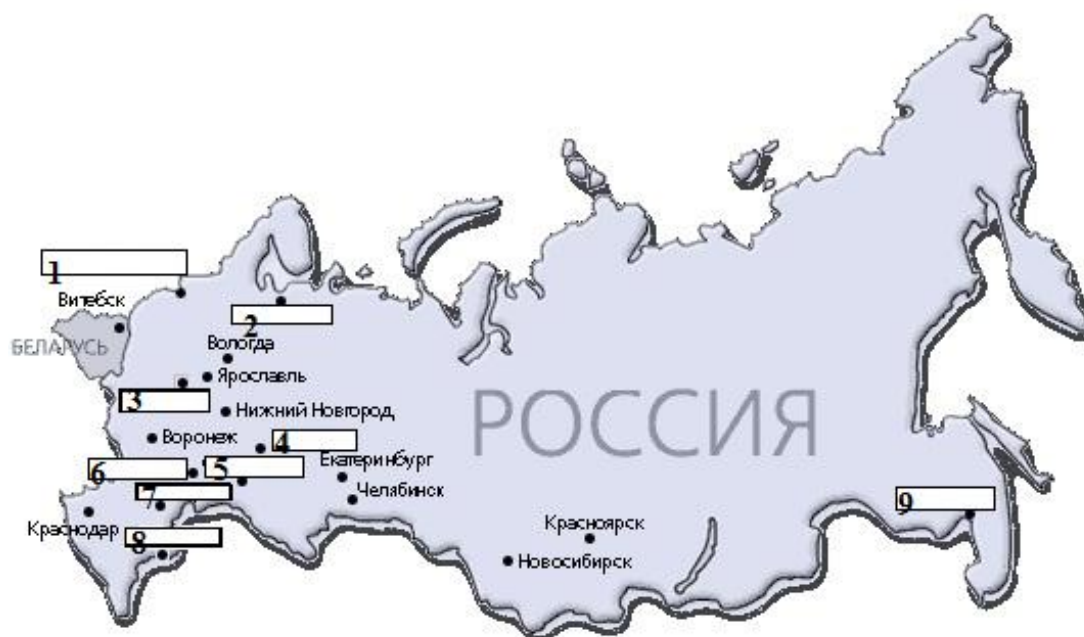 1
Витебск
БЕЛАРУСЬ
2
Вологда
Ярославль
3
Нижний Новгород
РОССИЯ
Воронеж
4
5
6
Екатеринбург
7
Челябинск
9
Краснодар
8
Красноярск
Новосибирск